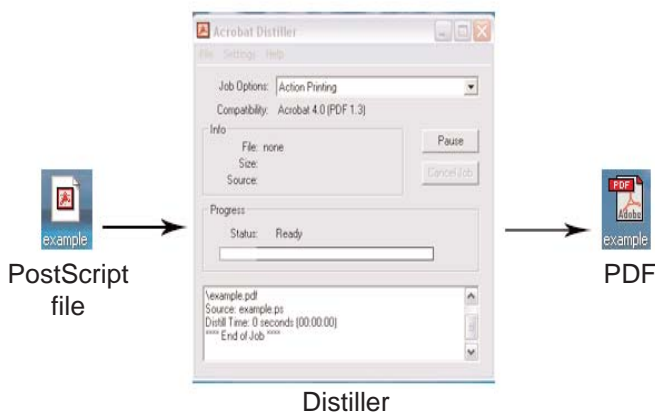 Acrobat Distiller
File Settings Help
Job Options: Action Printing
Compatibility: Acrobat 4.0 (PDF 1.3)
Info
File: none
Size:
Source:
Pause
Cancel Job
Progress
Status: Ready
\example.pdf
Source: example.ps
Distill Time: 0 seconds (00:00:00)
**** End of Job ****
example
PostScript
file
Distiller
PDF
Adobe
example
PDF